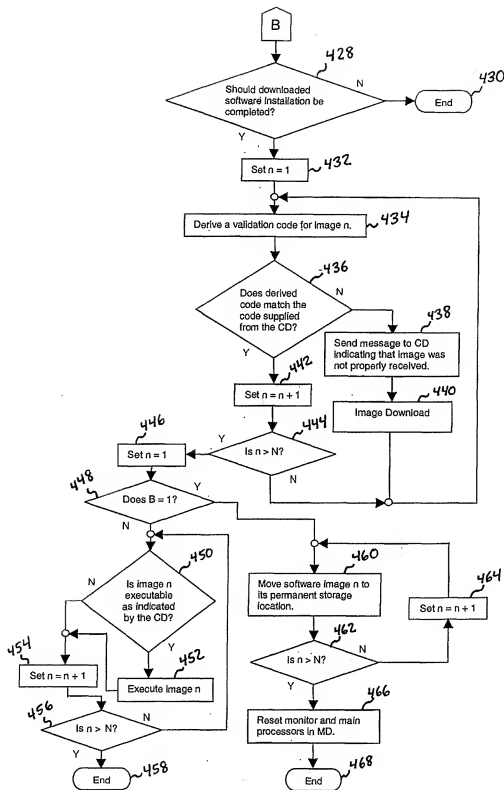 B
428
Should downloaded
software installation be
completed?
N
430
End
Y
Set n = 1
432
Derive a validation code for image n.
434
436
Does derived
code match the
code supplied
from the CD?
N
438
Send message to CD
indicating that image was
not properly received.
Y
442
440
Set n = n + 1
Image Download
446
444
Set n = 1
Y
Is n > N?
N
448
Does B = 1?
Y
N
450
Is image n
executable
as indicated
by the CD?
N
Y
460
Move software image n to
its permanent storage
location.
464
Set n = n + 1
454
Set n = n + 1
452
Execute image n
462
Is n > N?
N
Y
456
Is n > N?
N
Y
466
Reset monitor and main
processors in MD.
End
458
End
468